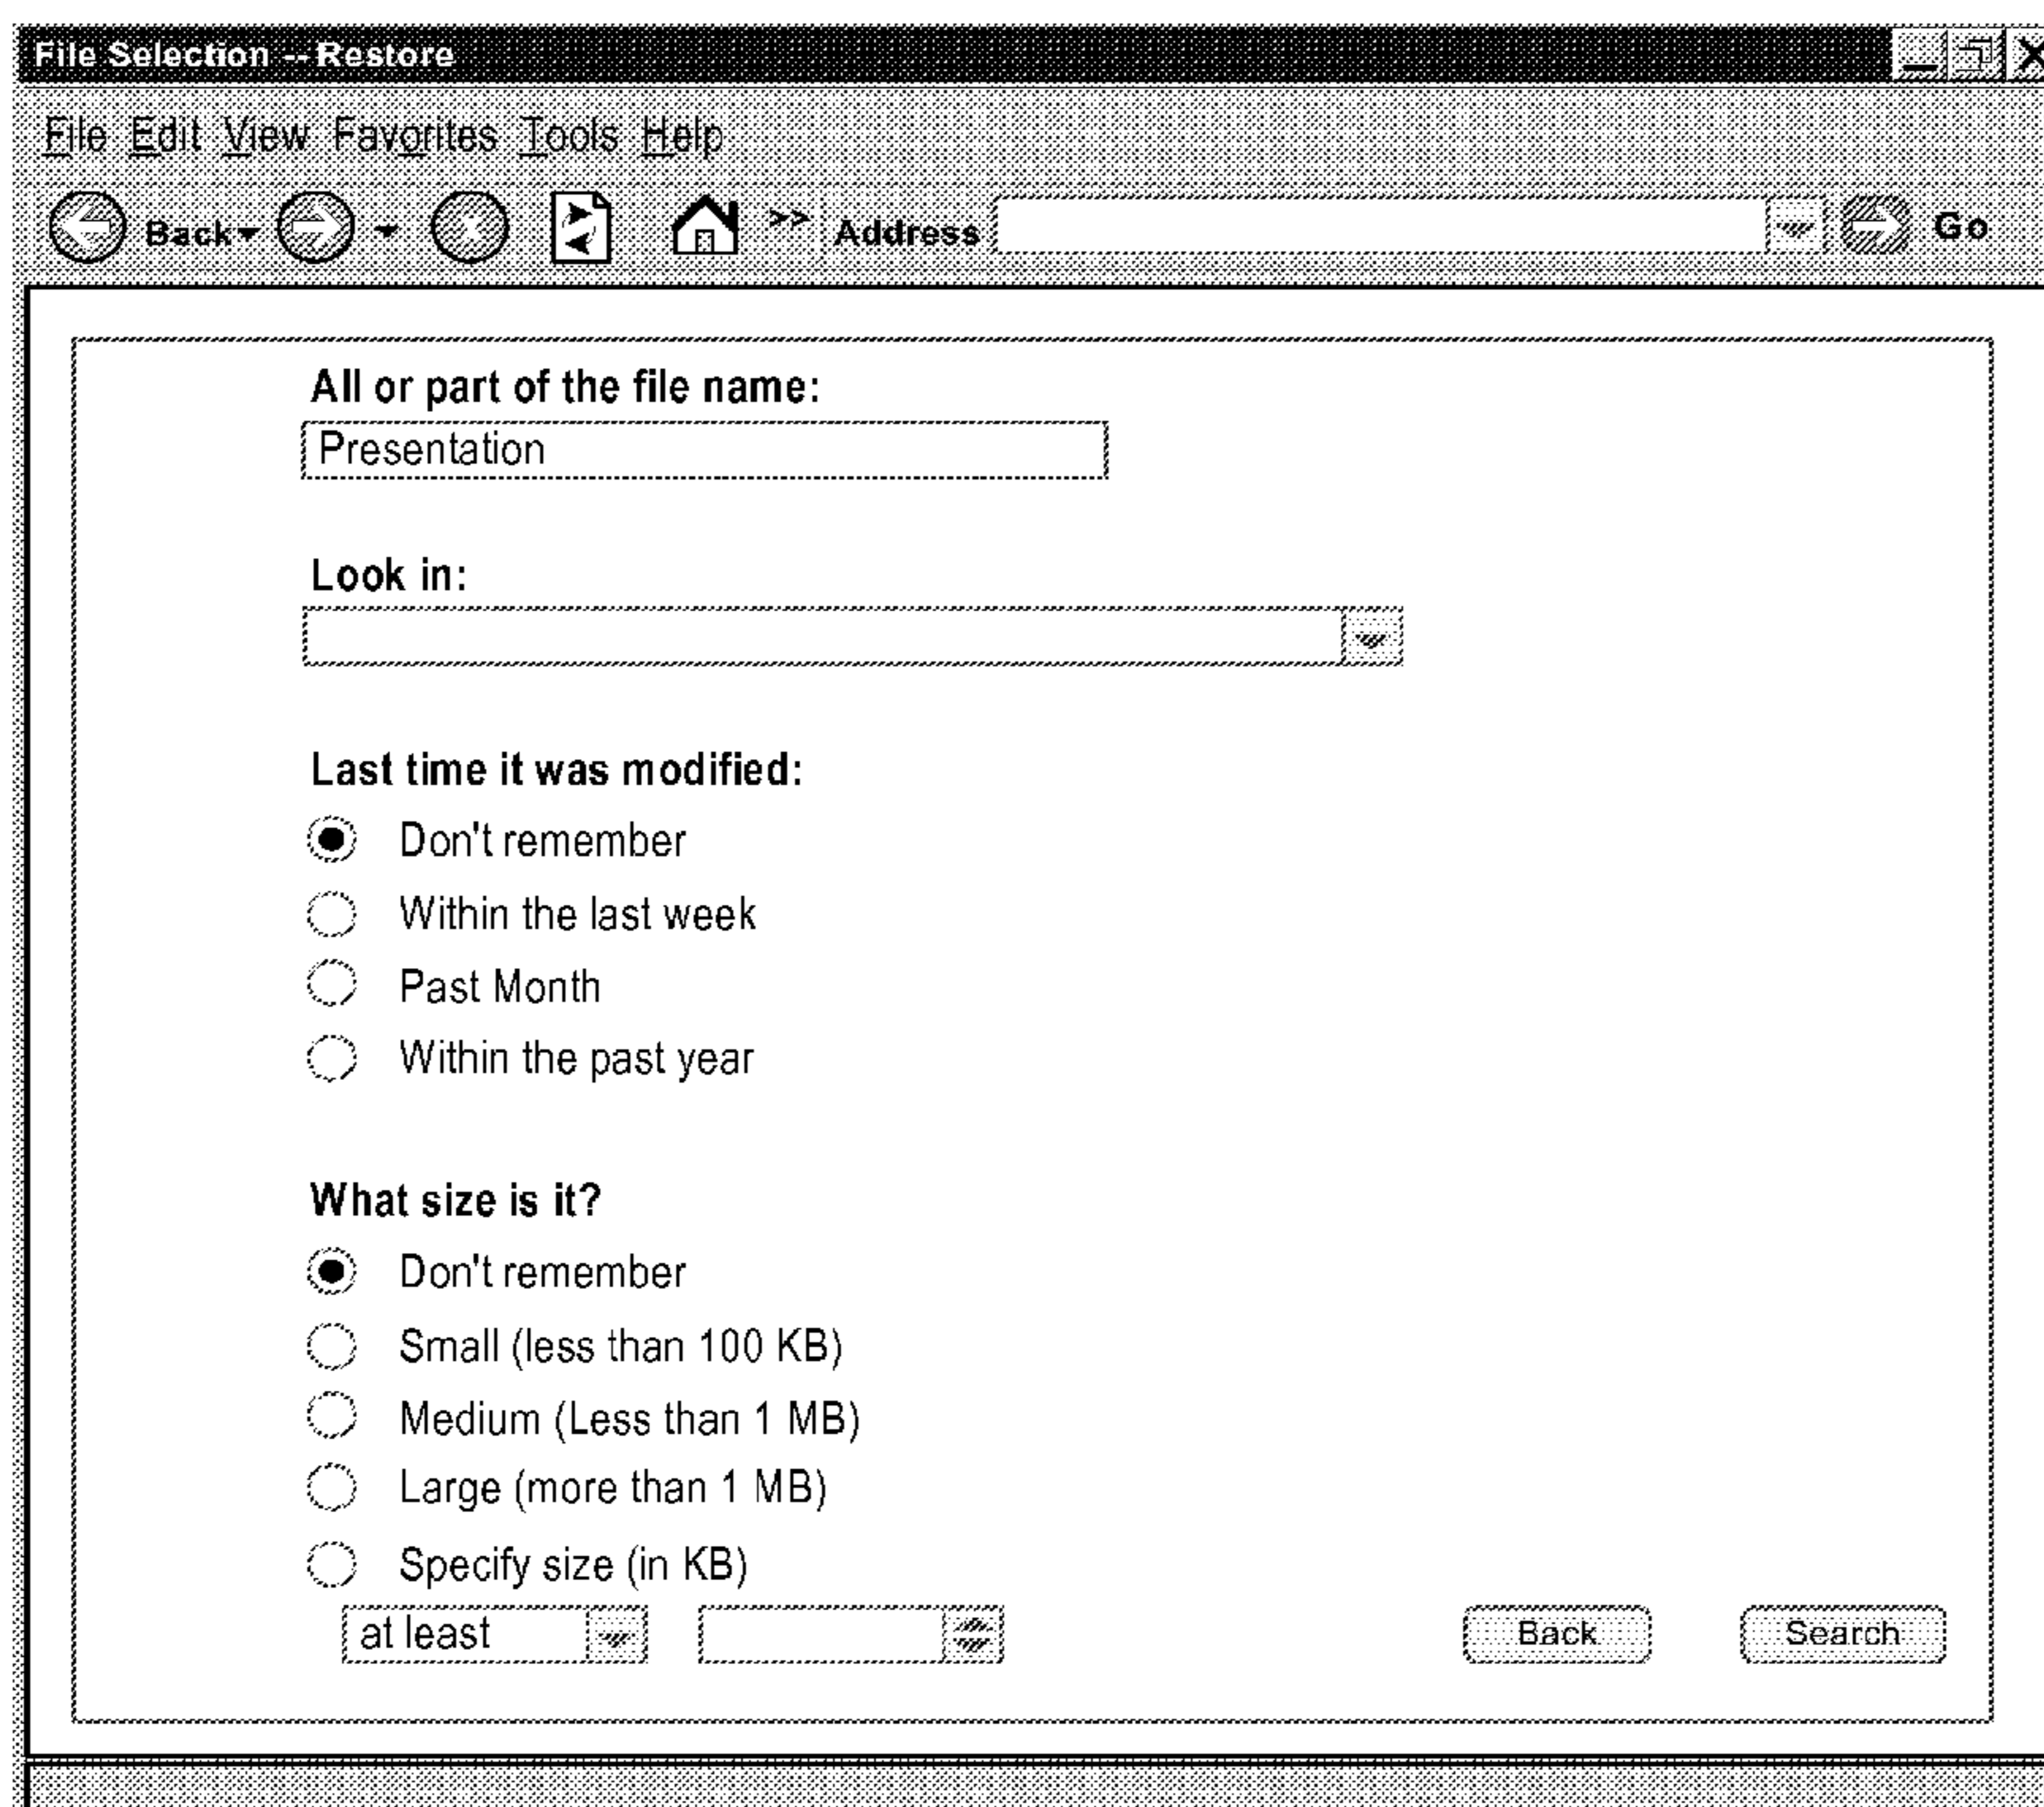 File Selection -- Restore
File Edit View Favorites Tools Help
Back >> Address Go
All or part of the file name:
Presentation
Look in:
Last time it was modified:
Don't remember
Within the last week
Past Month
Within the past year
What size is it?
Don't remember
Small (less than 100 KB)
Medium (Less than 1 MB)
Large (more than 1 MB)
Specify size (in KB)
at least Back Search